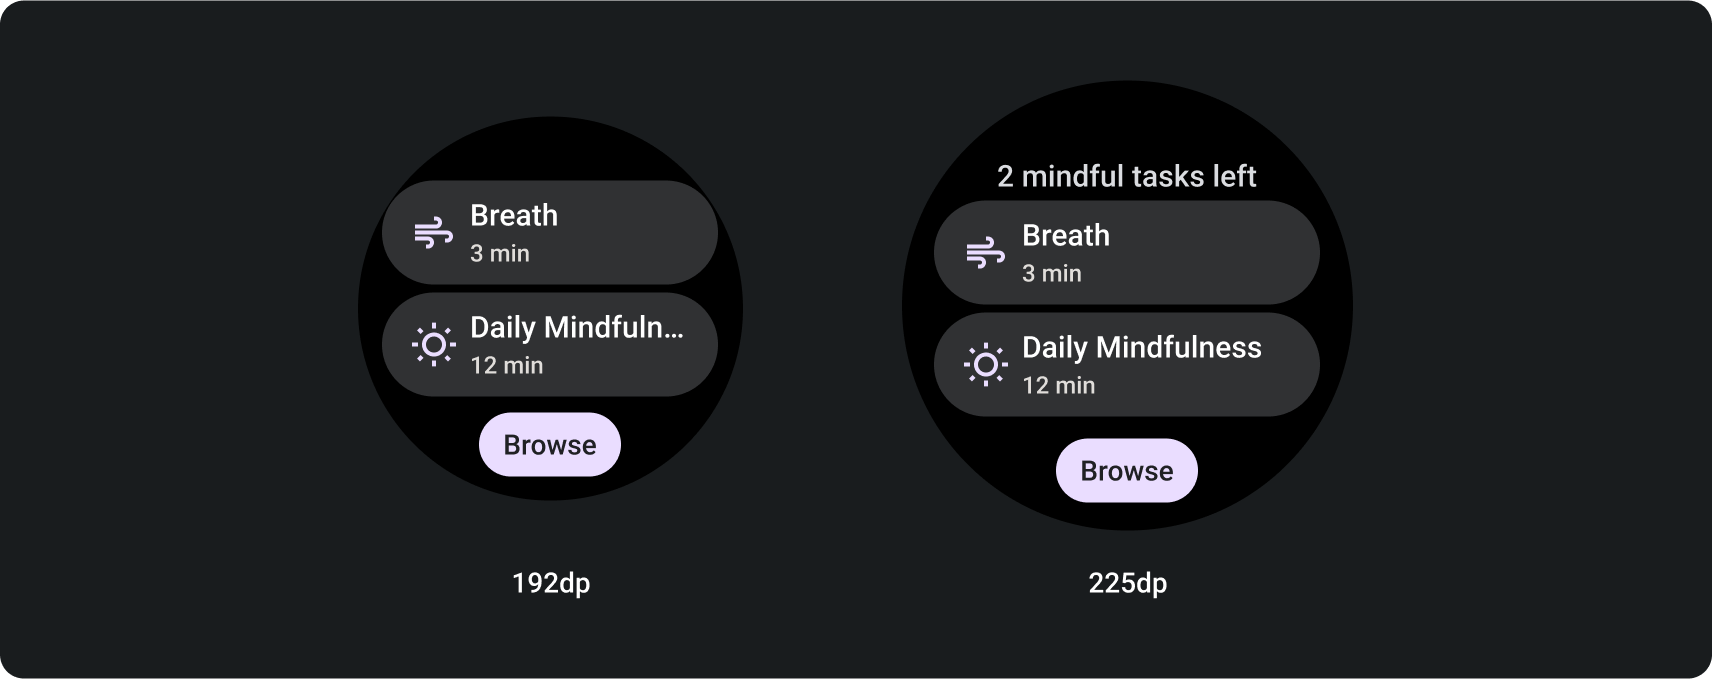 Breath
3 min
Daily Mindfuln...
12 min
Browse
192dp
2 mindful tasks left
Breath
3 min
Daily Mindfulness
12 min
Browse
225dp